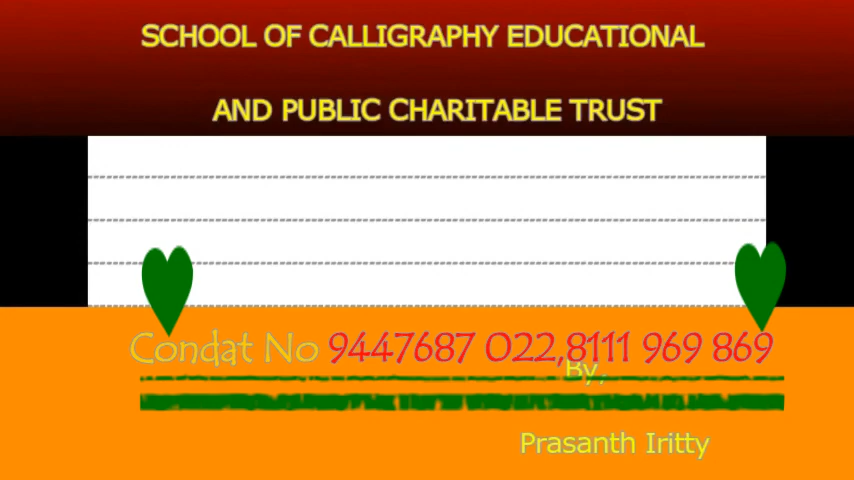 SCHOOL OF CALLIGRAPHY EDUCATIONAL
AND PUBLIC CHARITABLE TRUST
Condat No 9447687 022,8111 969 869
By,
Prasanth Iritty